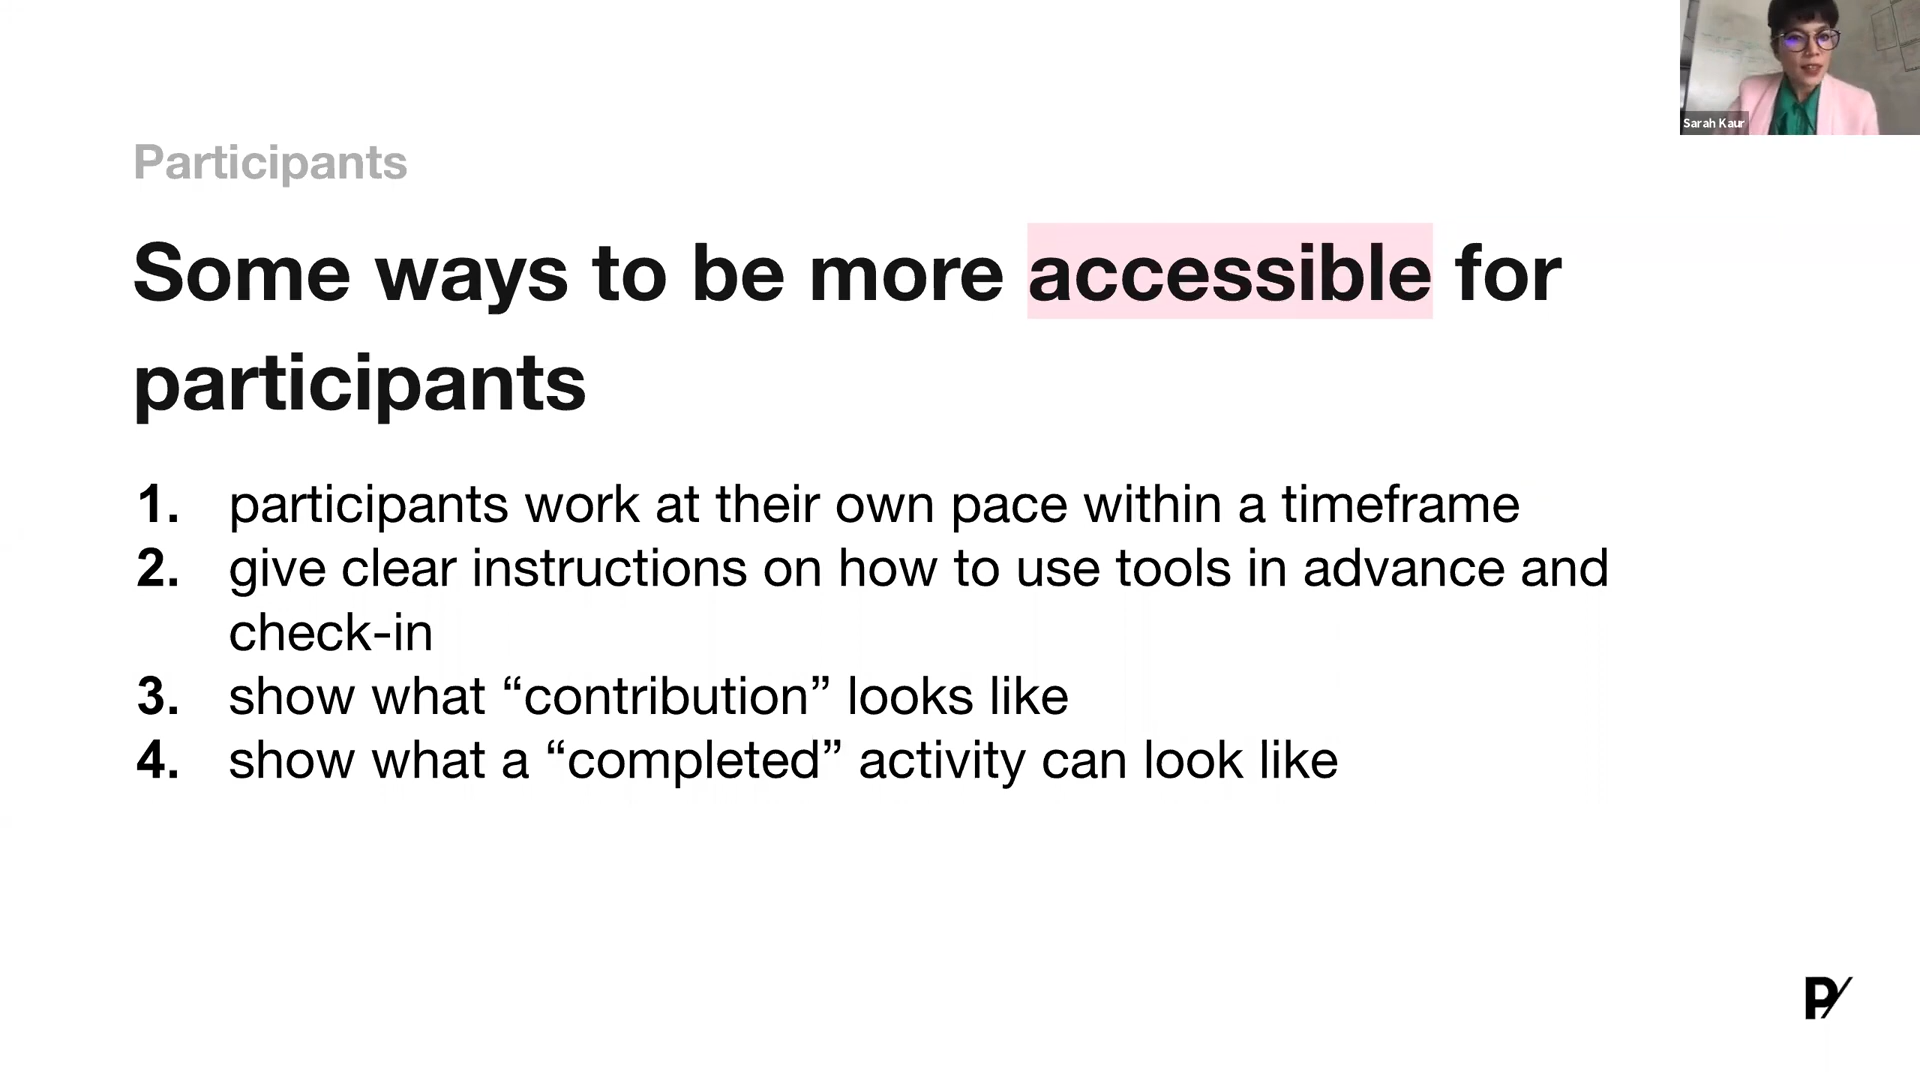 Sarah Kaur
Participants
Some ways to be more accessible for
participants
1. participants work at their own pace within a timeframe
2. give clear instructions on how to use tools in advance and
check-in
3. show what “contribution” looks like
4. show what a “completed” activity can look like
P/